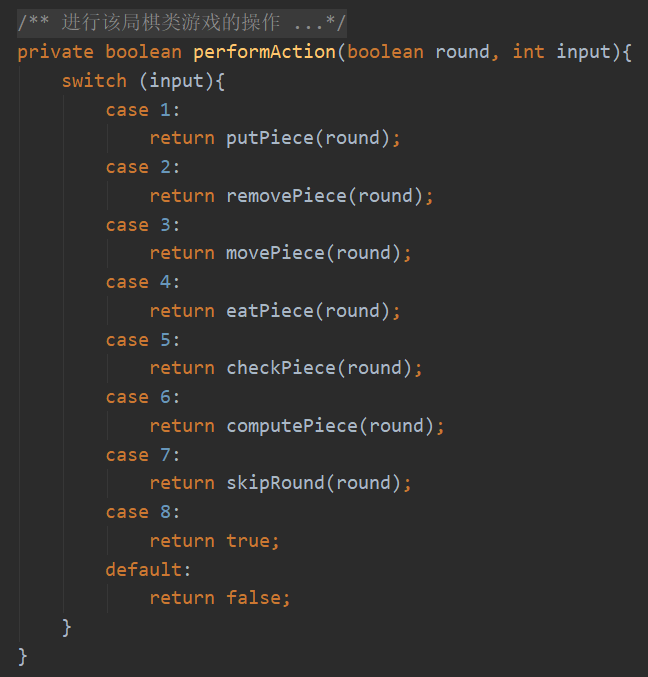 /** 进行该局棋类游戏的操作 ...*/
private boolean performAction(boolean round, int input){
    switch (input){
        case 1:
            return putPiece(round);
        case 2:
            return removePiece(round);
        case 3:
            return movePiece(round);
        case 4:
            return eatPiece(round);
        case 5:
            return checkPiece(round);
        case 6:
            return computePiece(round);
        case 7:
            return skipRound(round);
        case 8:
            return true;
        default:
            return false;
    }
}